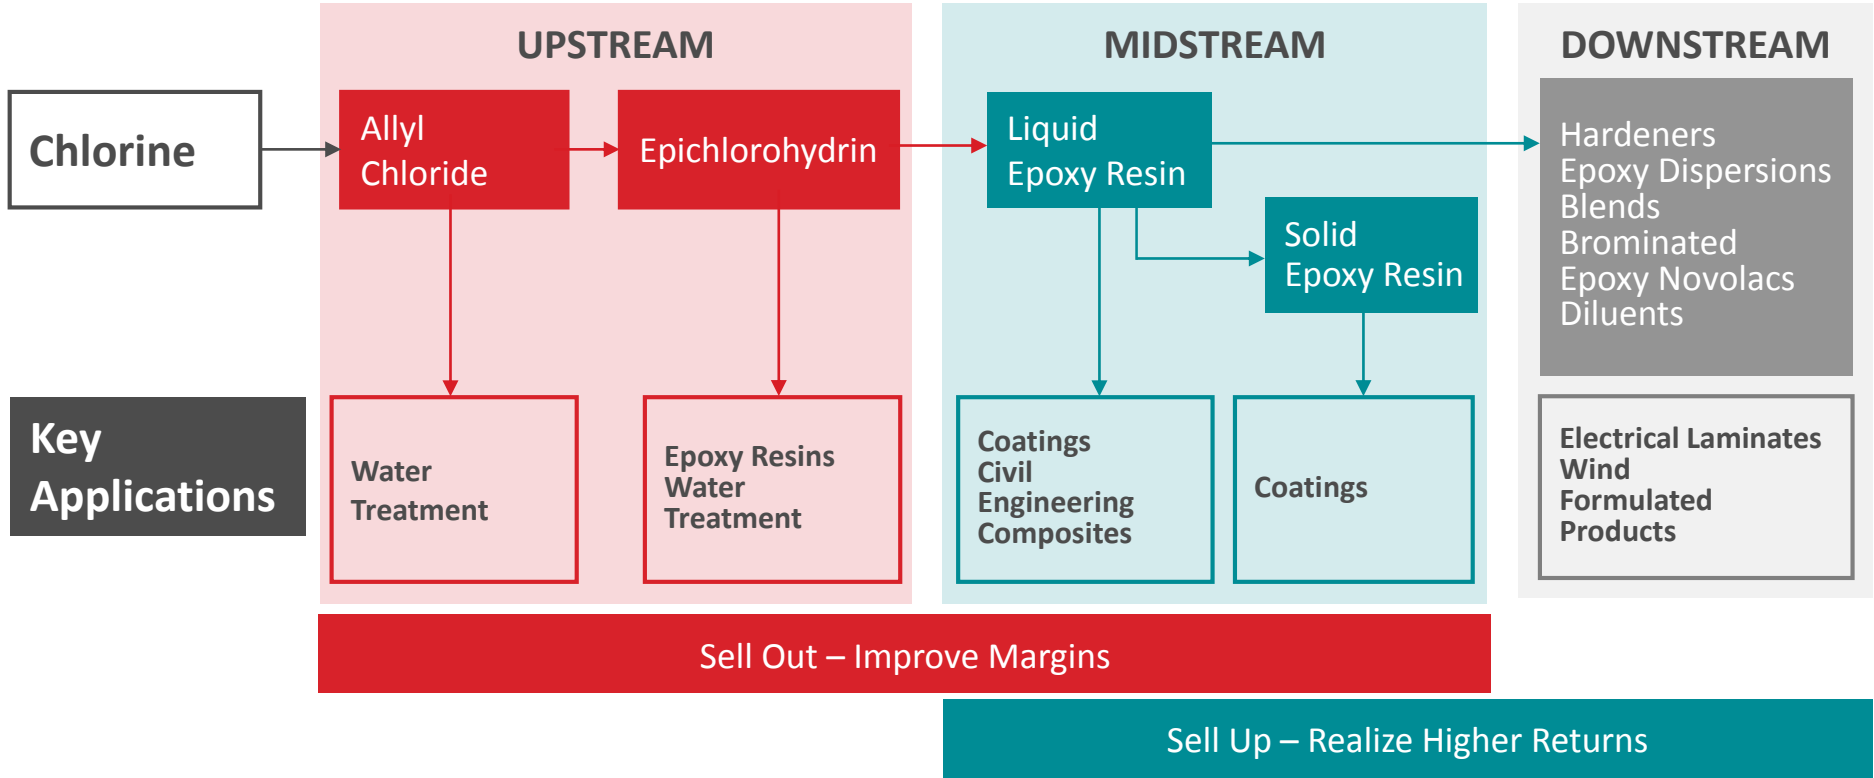 UPSTREAM
MIDSTREAM
DOWNSTREAM
Chlorine
Allyl
Chloride
Epichlorohydrin
Liquid
Epoxy Resin
Solid
Epoxy Resin
Hardeners
Epoxy Dispersions
Blends
Brominated
Epoxy Novolacs
Diluents
Key
Applications
Water
Treatment
Epoxy Resins
Water
Treatment
Coatings
Civil
Engineering
Composites
Coatings
Electrical Laminates
Wind
Formulated
Products
Sell Out – Improve Margins
Sell Up – Realize Higher Returns